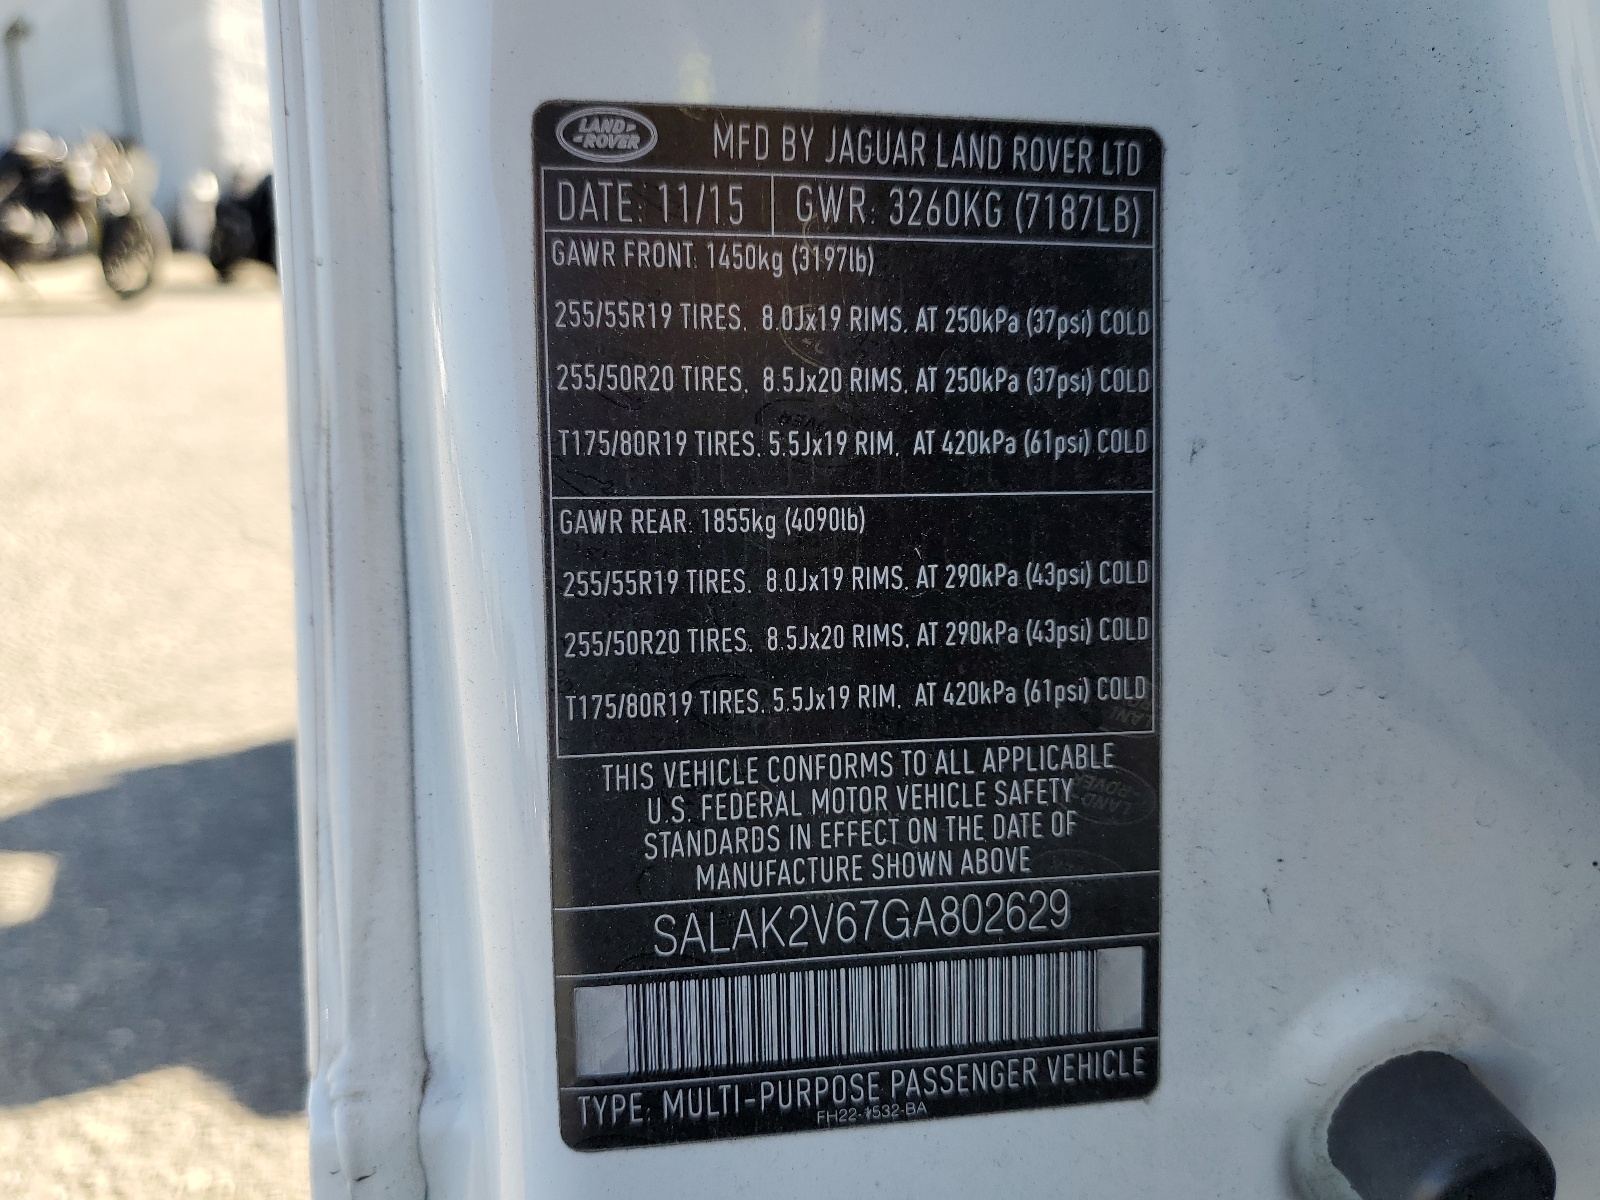 LAND ROVER MFD BY JAGUAR LAND ROVER LTD
DATE: 11/15 GWR: 3260KG (7187LB)
GAWR FRONT: 1450kg (3197lb)
255/55R19 TIRES, 8.0Jx19 RIMS, AT 250kPa (37psi) COLD
255/50R20 TIRES, 8.5Jx20 RIMS, AT 250kPa (37psi) COLD
T175/80R19 TIRES, 5.5Jx19 RIM, AT 420kPa (61psi) COLD
GAWR REAR: 1855kg (4090lb)
255/55R19 TIRES, 8.0Jx19 RIMS, AT 290kPa (43psi) COLD
255/50R20 TIRES, 8.5Jx20 RIMS, AT 290kPa (43psi) COLD
T175/80R19 TIRES, 5.5Jx19 RIM, AT 420kPa (61psi) COLD
THIS VEHICLE CONFORMS TO ALL APPLICABLE
U.S. FEDERAL MOTOR VEHICLE SAFETY
STANDARDS IN EFFECT ON THE DATE OF
MANUFACTURE SHOWN ABOVE
SALAK2V67GA802629
TYPE: MULTI-PURPOSE PASSENGER VEHICLE